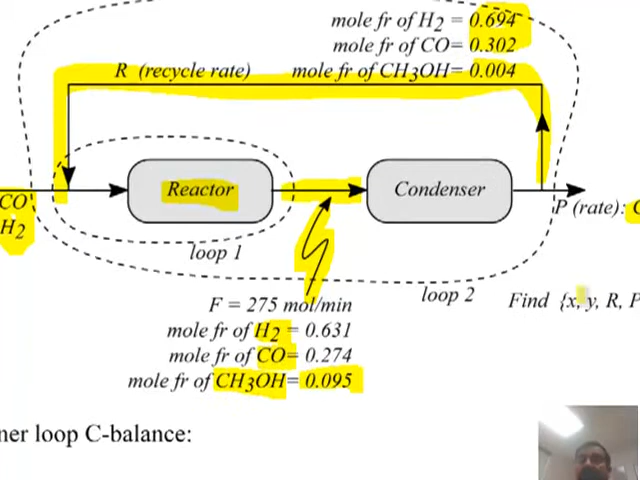 mole fr of H2 = 0.694
mole fr of CO= 0.302
R (recycle rate) mole fr of CH3OH= 0.004
CO
H2
Reactor
Condenser
P (rate):
loop 1
loop 2
F = 275 mol/min
mole fr of H2 = 0.631
mole fr of CO= 0.274
mole fr of CH3OH= 0.095
Find {x, y, R, P
ner loop C-balance: